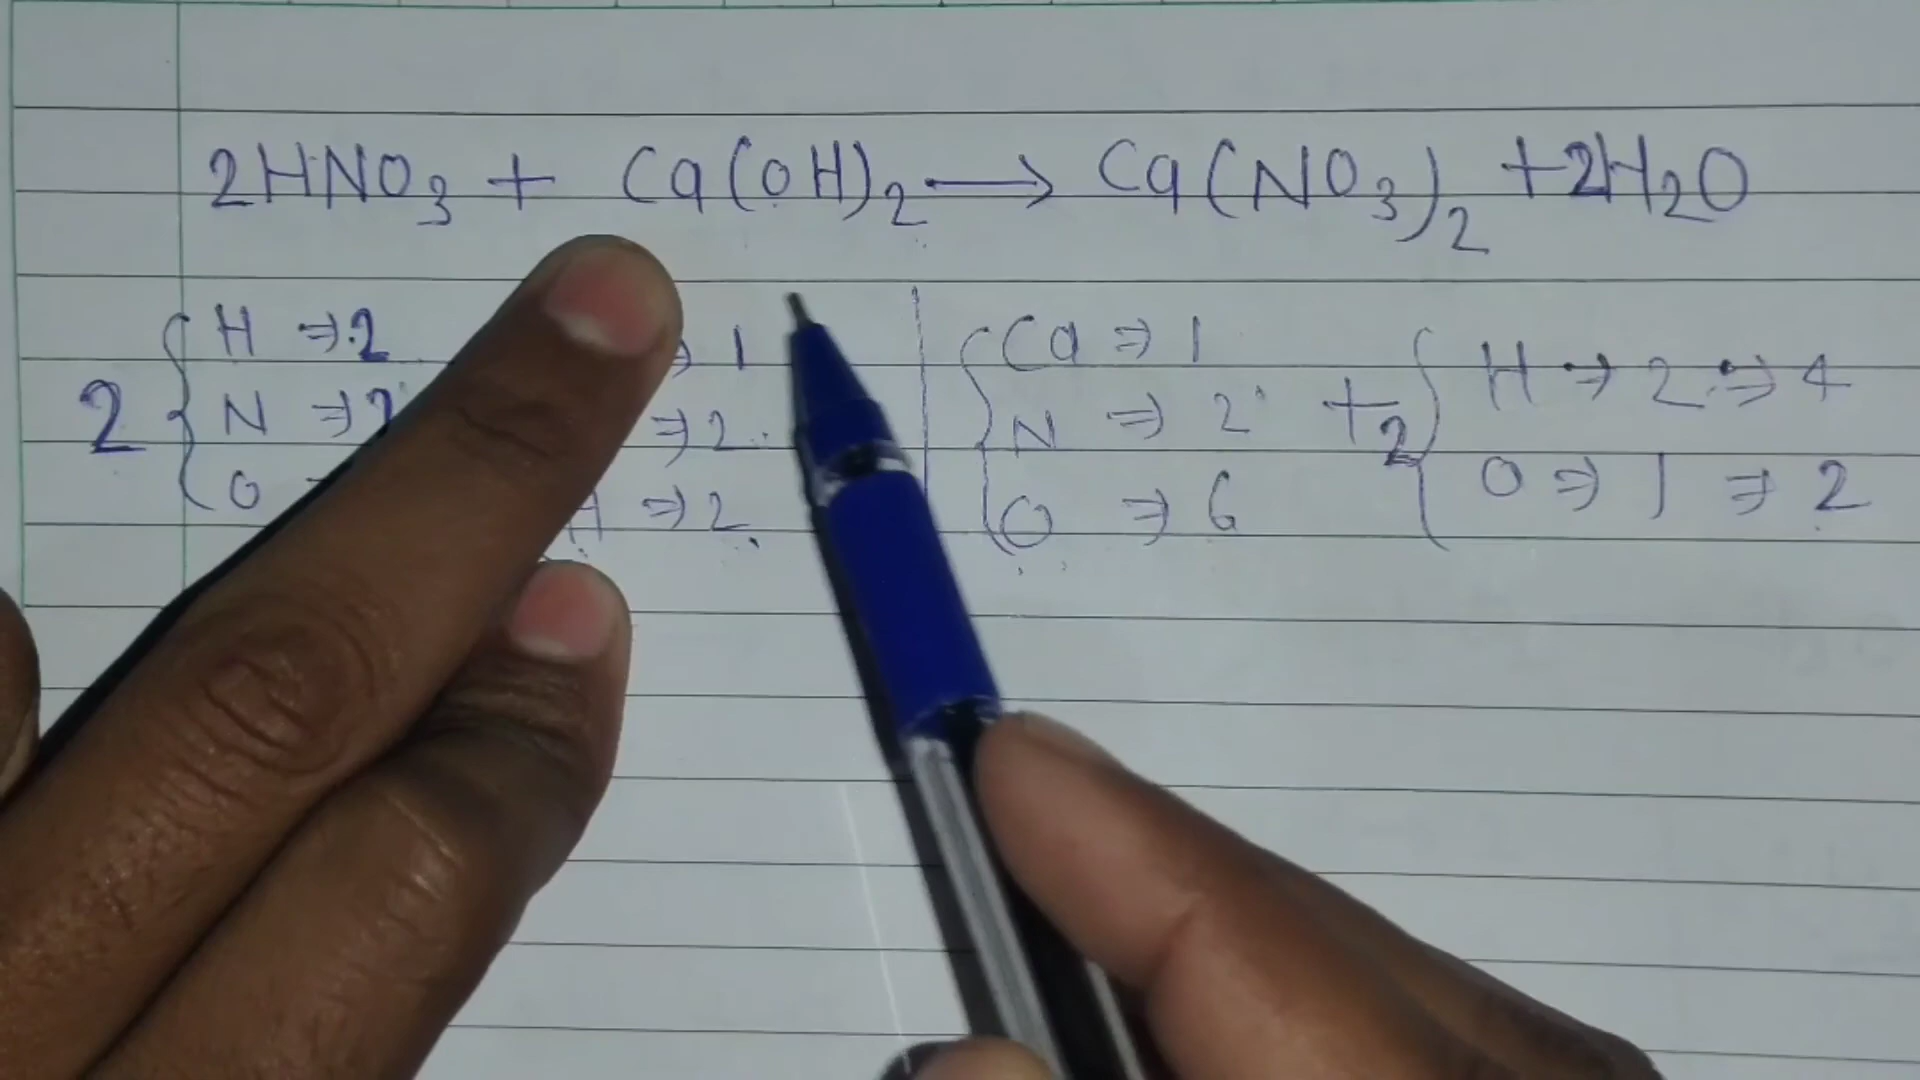 2HNO₃ + Ca(OH)₂ → Ca(NO₃)₂ + 2H₂O
2 { H ⇒ 2 ⇒ 1 { Ca ⇒ 1 +2 { H → 2 ⇒ 4
N ⇒ 2 ⇒ 2 N ⇒ 2 O ⇒ 1 ⇒ 2
O H ⇒ 2 O ⇒ 6